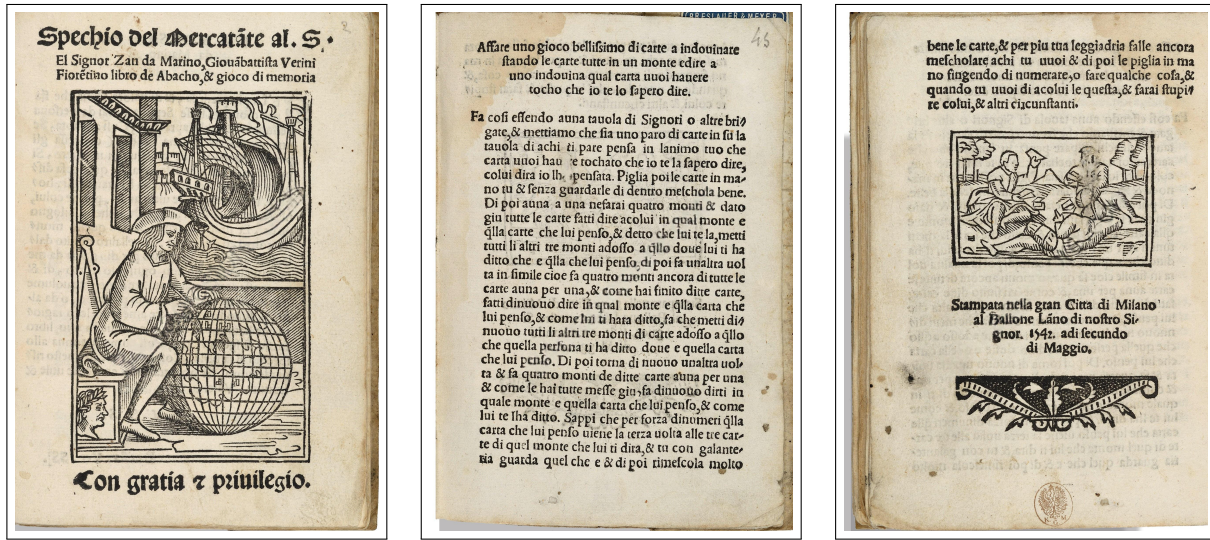 Spechio del Mercatāte al. S.
El Signor Zan da Marino, Giouābattista Verini
Fiorētino libro de Abacho, & gioco di memoria
Con gratia ⁊ priuilegio.
(BRESLAUER & MEYER
45
Affare uno gioco bellissimo di carte a indouinare
stando le carte tutte in un monte edire a
uno indouina qual carta uuoi hauere
tocho che io te lo sapero dire.
Fa cosi essendo auna tauola di Signori o altre bri/
gate, & mettiamo che sia uno paro di carte in su la
tauola di achi ti pare pensa in lanimo tuo che
carta uuoi hau e rochato che io te la sapero dire,
colui dira io lh pensata. Piglia poi le carte in ma/
no tu & senza guardarle di dentro meschola bene.
Di poi auna a una nefarai quatro monti & dato
giu tutte le carte fatti dire acolui in qual monte e
q̄lla carte che lui penso, & detto che lui te la, metti
tutti li altri tre monti adosso a q̄llo doue lui ti ha
ditto che e q̄lla che lui penso, di poi fa unaltra uol
ta in simile cioe fa quatro monti ancora di tutte le
carte auna per una, & come hai finito ditte carte,
fatti dinuouo dire in qual monte e q̄lla carta che
lui penso, & come lui ti hara ditto, fa che metti di/
nuouo tutti li altri tre monti di carte adosso a q̄llo
che quella persona ti ha ditto doue e quella carta
che lui penso. Di poi torna di nuouo unaltra uol/
ta & fa quatro monti de ditte carte auna per una
& come le hai tutte messe giu, fa dinuouo dirti in
quale monte e quella carta che lui penso, & come
lui te lha ditto. Sappi che per forza dinumeri q̄lla
carta che lui penso uiene la terza uolta alle tre car/
te di quel monte che lui ti dira, & tu con galante/
ria guarda quel che e & di poi rimescola molto
bene le carte, & per piu tua leggiadria falle ancora
mescholare achi tu uuoi & di poi le piglia in ma
no fingendo di numerare, o fare qualche cosa, &
quando tu uuoi di acolui le questa, & farai stupi/
re colui, & altri circunstanti.
Stampata nella gran Citta di Milano
al Ballone Lāno di nostro Si/
gnor. 1542. adi secundo
di Maggio.